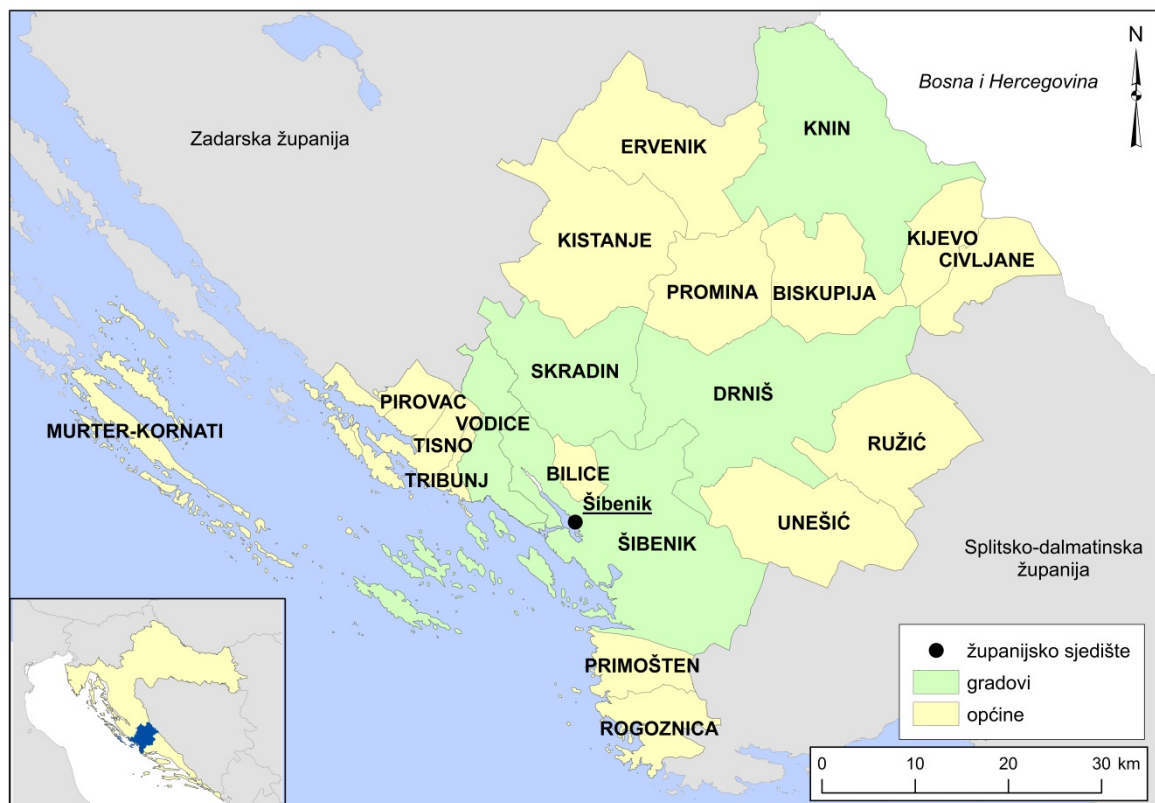 N
Bosna i Hercegovina
Zadarska županija
KNIN
ERVENIK
KISTANJE
KIJEVO
CIVLJANE
PROMINA
BISKUPIJA
SKRADIN
DRNIŠ
PIROVAC
VODICE
MURTER-KORNATI
TISNO
RUŽIĆ
TRIBUNJ
BILICE
Šibenik
UNEŠIĆ
ŠIBENIK
Splitsko-dalmatinska
županija
PRIMOŠTEN
ROGOZNICA
županijsko sjedište
gradovi
općine
0 10 20 30 km